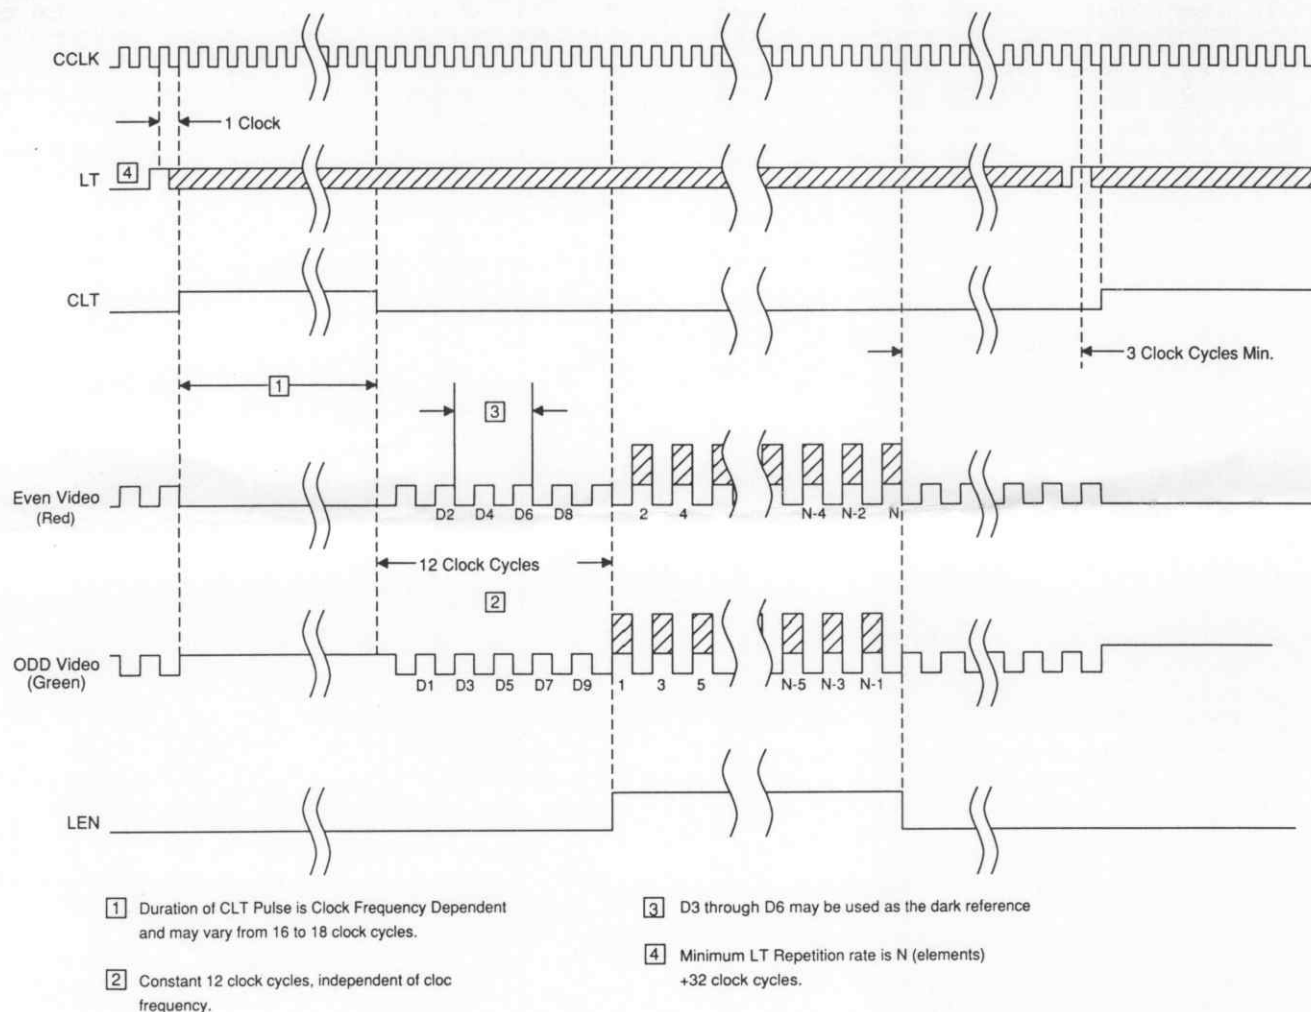 CCLK
1 Clock
4
LT
CLT
3 Clock Cycles Min.
1
3
Even Video
(Red)
D2 D4 D6 D8 2 4 N-4 N-2 N
12 Clock Cycles
2
ODD Video
(Green)
D1 D3 D5 D7 D9 1 3 5 N-5 N-3 N-1
LEN
1 Duration of CLT Pulse is Clock Frequency Dependent
and may vary from 16 to 18 clock cycles.
2 Constant 12 clock cycles, independent of cloc
frequency.
3 D3 through D6 may be used as the dark reference
4 Minimum LT Repetition rate is N (elements)
+32 clock cycles.